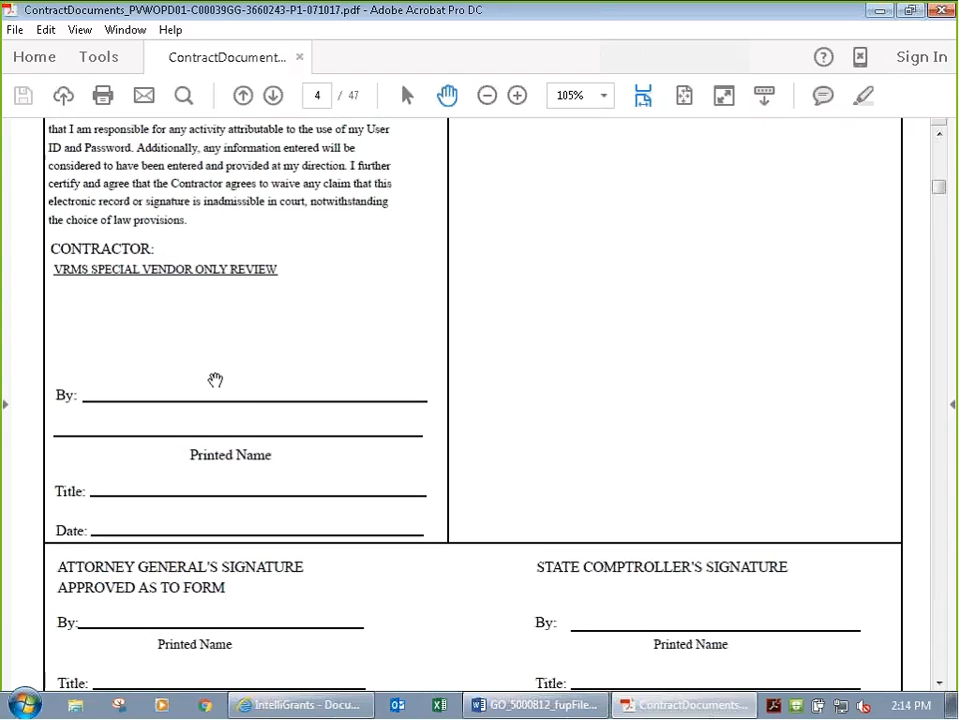 ContractDocuments_PVWOPD01-C00039GG-3660243-P1-071017.pdf - Adobe Acrobat Pro DC
File Edit View Window Help
Home Tools ContractDocument... × Sign In
4 / 47 105%
that I am responsible for any activity attributable to the use of my User
ID and Password. Additionally, any information entered will be
considered to have been entered and provided at my direction. I further
certify and agree that the Contractor agrees to waive any claim that this
electronic record or signature is inadmissible in court, notwithstanding
the choice of law provisions.
CONTRACTOR:
VRMS SPECIAL VENDOR ONLY REVIEW
By:
Printed Name
Title:
Date:
ATTORNEY GENERAL'S SIGNATURE
APPROVED AS TO FORM
By:
Printed Name
Title:
STATE COMPTROLLER'S SIGNATURE
By:
Printed Name
Title:
IntelliGrants - Docu... GO_5000812_fupFile... ContractDocuments... 2:14 PM